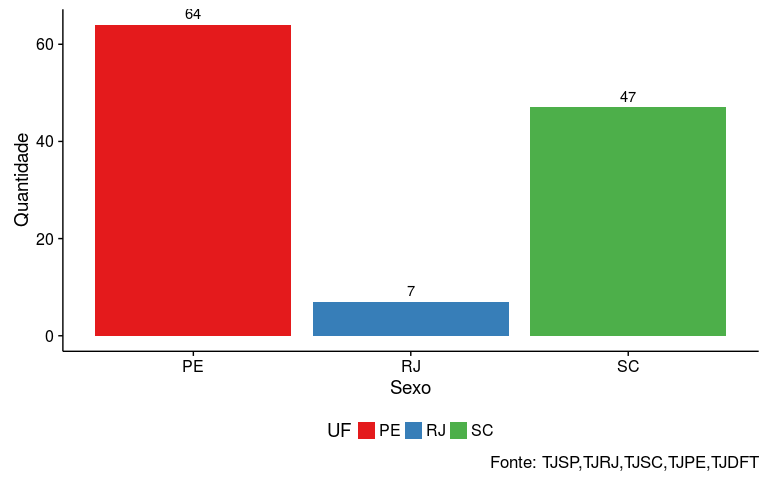 64
60
47
40
20
7
0
Quantidade
PE RJ SC
Sexo
UF PE RJ SC
Fonte: TJSP,TJRJ,TJSC,TJPE,TJDFT